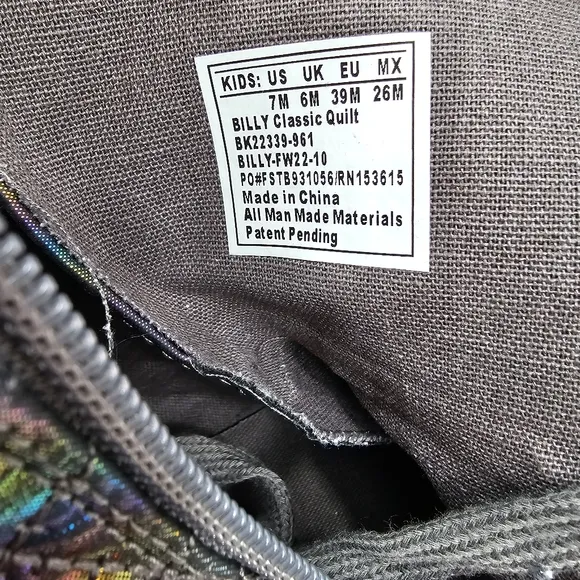 KIDS: US UK EU MX
7M 6M 39M 26M
BILLY Classic Quilt
BK22339-961
BILLY-FW22-10
PO#FSTB931056/RN153615
Made in China
All Man Made Materials
Patent Pending